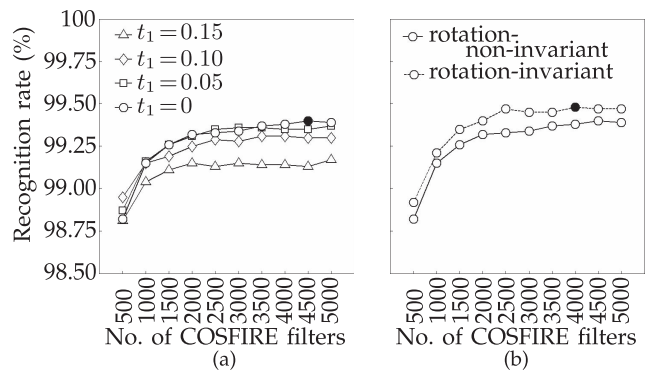 Recognition rate (%)
100
99.75
99.50
99.25
99.00
98.75
98.50
t₁=0.15
t₁=0.10
t₁=0.05
t₁=0
500
1000
1500
2000
2500
3000
3500
4000
4500
5000
No. of COSFIRE filters
(a)
rotation-
non-invariant
rotation-invariant
500
1000
1500
2000
2500
3000
3500
4000
4500
5000
No. of COSFIRE filters
(b)